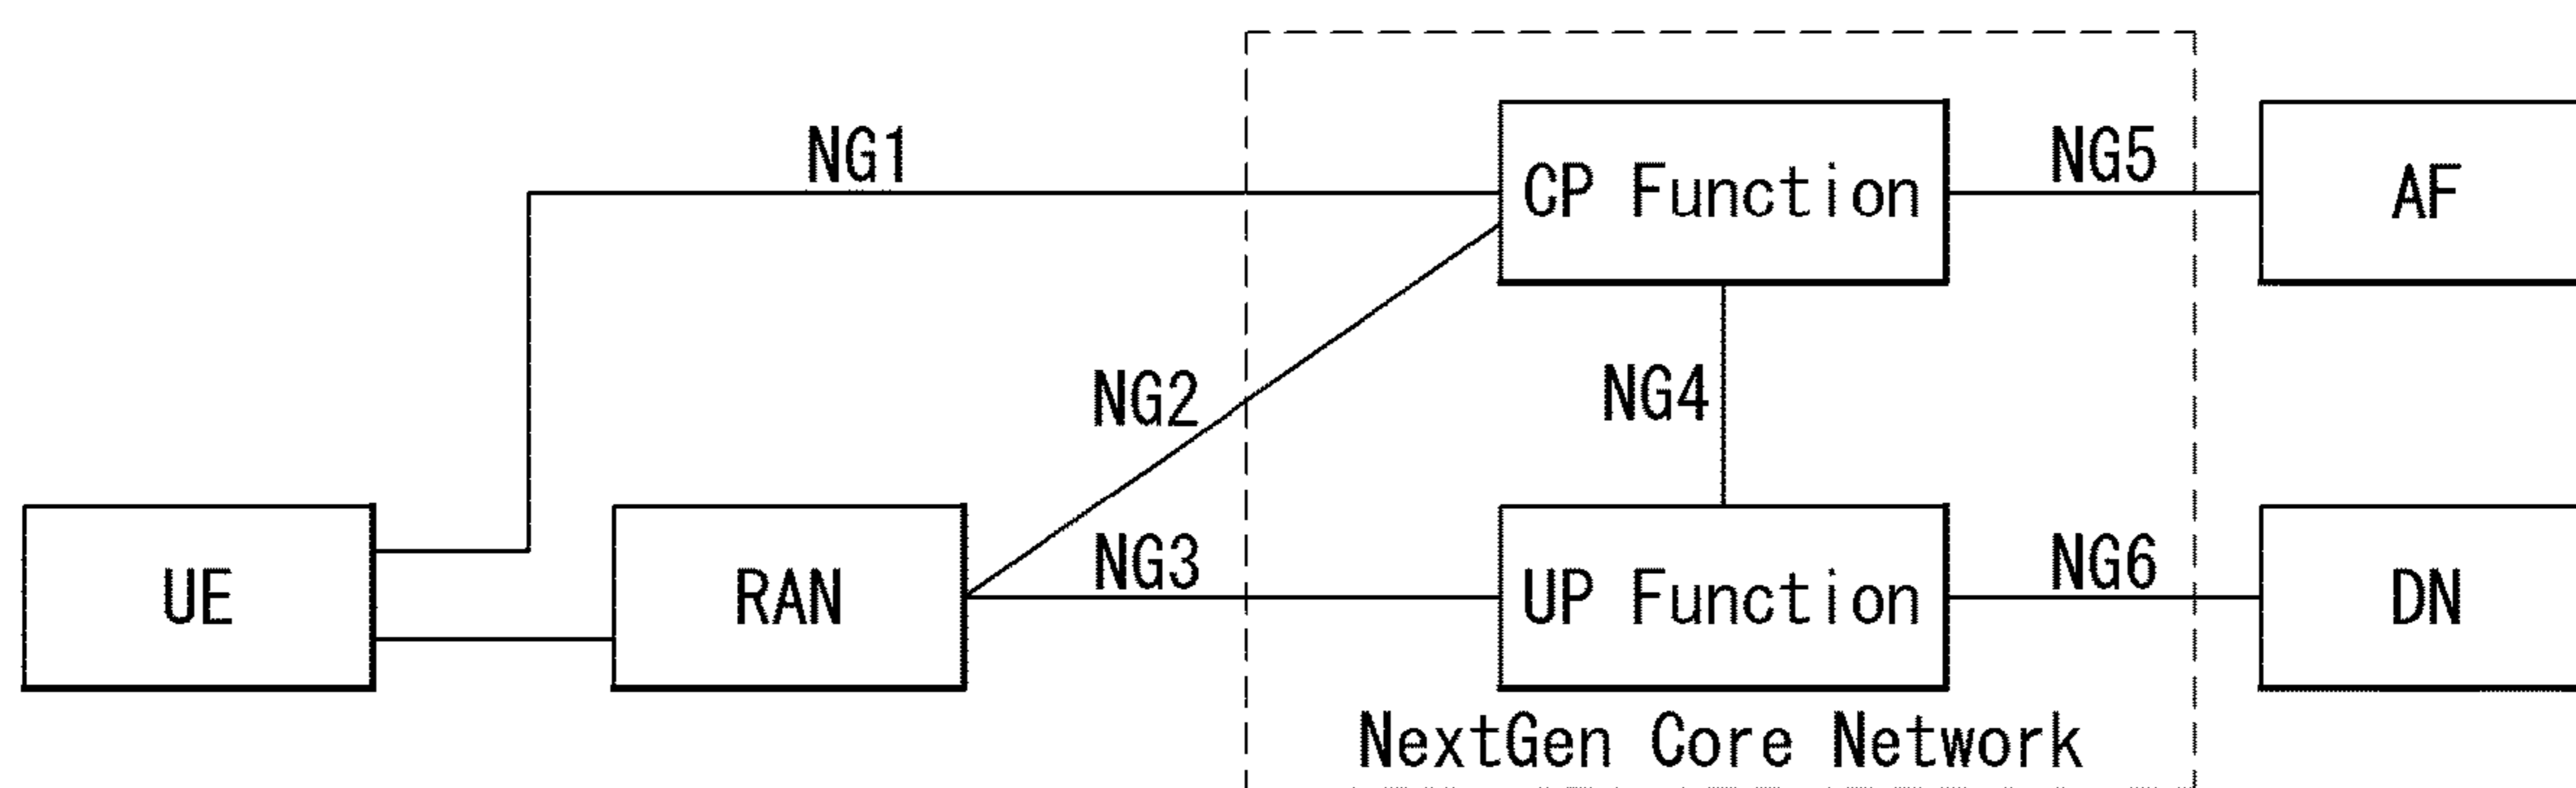 NG1
CP Function
NG5
AF
NG2
NG4
UE
RAN
NG3
UP Function
NG6
DN
NextGen Core Network